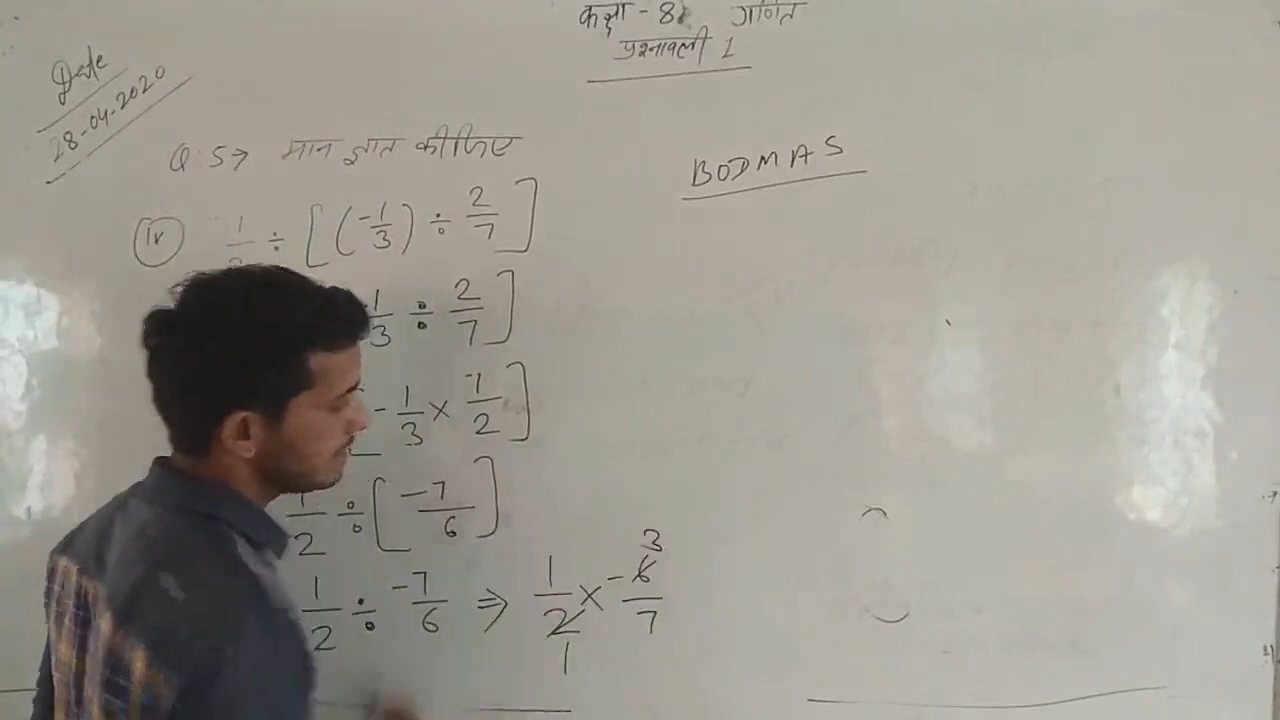 कक्षा - 8 गणित
प्रश्नावली 1
Date
28-04-2020
Q. 5→ मान ज्ञात कीजिए
BODMAS
(iv) 1/2 ÷ [(-1/3) ÷ 2/7]
1/3 ÷ 2/7]
- 1/3 × 7/2]
1/2 ÷ [-7/6]
1/2 ÷ -7/6 ⇒ 1/2 × -6/7
3
1